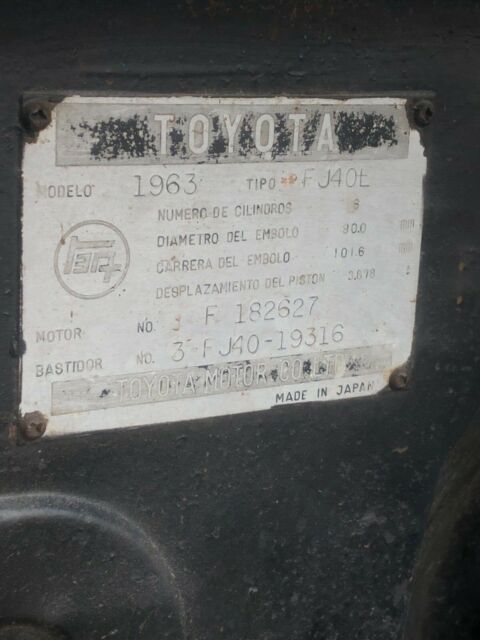 TOYOTA
MODELO 1963 TIPO FJ40L
NUMERO DE CILINDROS 6
DIAMETRO DEL EMBOLO 90.0 mm
CARRERA DEL EMBOLO 101.6 mm
DESPLAZAMIENTO DEL PISTON 3.878
MOTOR NO. F 182627
BASTIDOR NO. 3-FJ40-19316
TOYOTA MOTOR CO. LTD.
MADE IN JAPAN